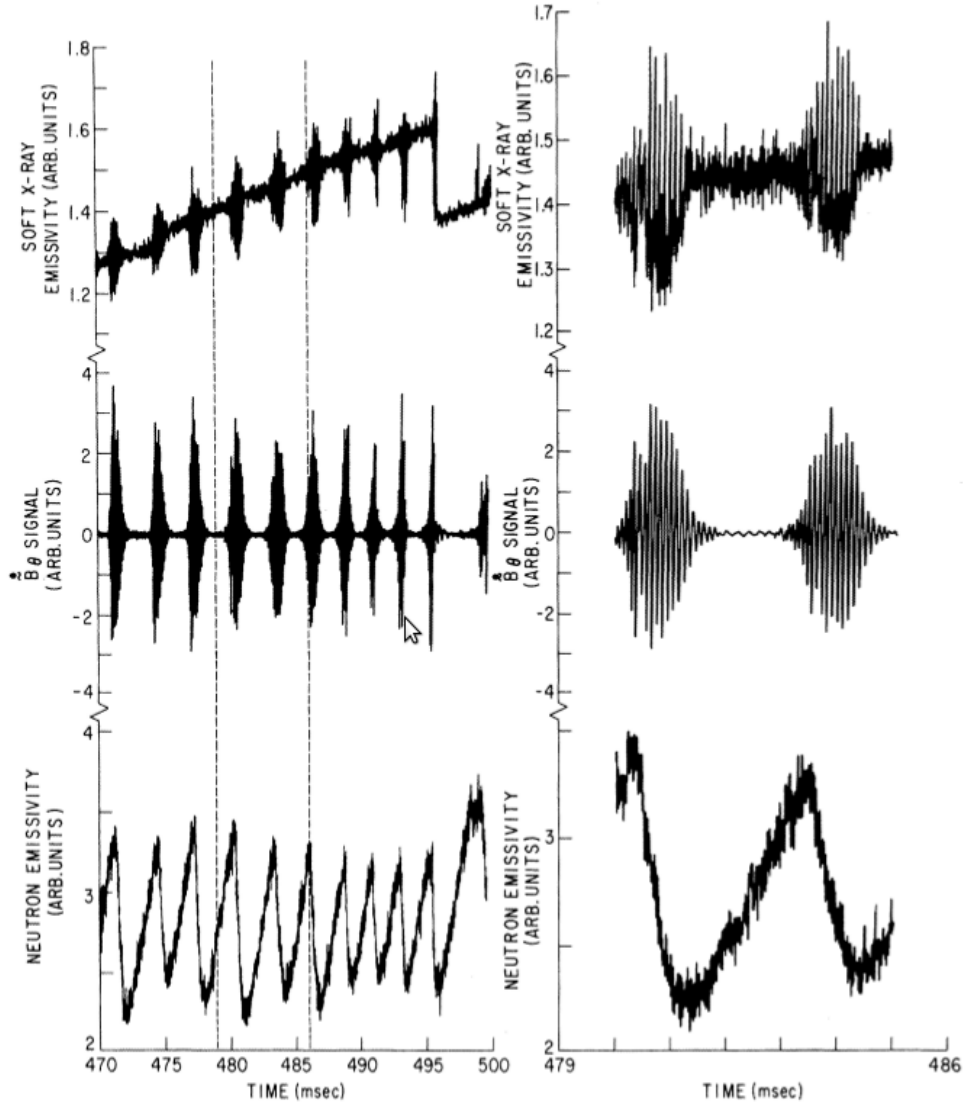 SOFT X-RAY
EMISSIVITY (ARB. UNITS)
1.8
1.6
1.4
1.2
SOFT X-RAY
EMISSIVITY (ARB. UNITS)
1.7
1.6
1.5
1.4
1.3
1.2
B̃̇ θ SIGNAL
(ARB. UNITS)
4
2
0
-2
-4
B̃̇ θ SIGNAL
(ARB. UNITS)
4
2
0
-2
-4
NEUTRON EMISSIVITY
(ARB. UNITS)
4
3
2
470 475 480 485 490 495 500
TIME (msec)
NEUTRON EMISSIVITY
(ARB. UNITS)
3
2
479 486
TIME (msec)